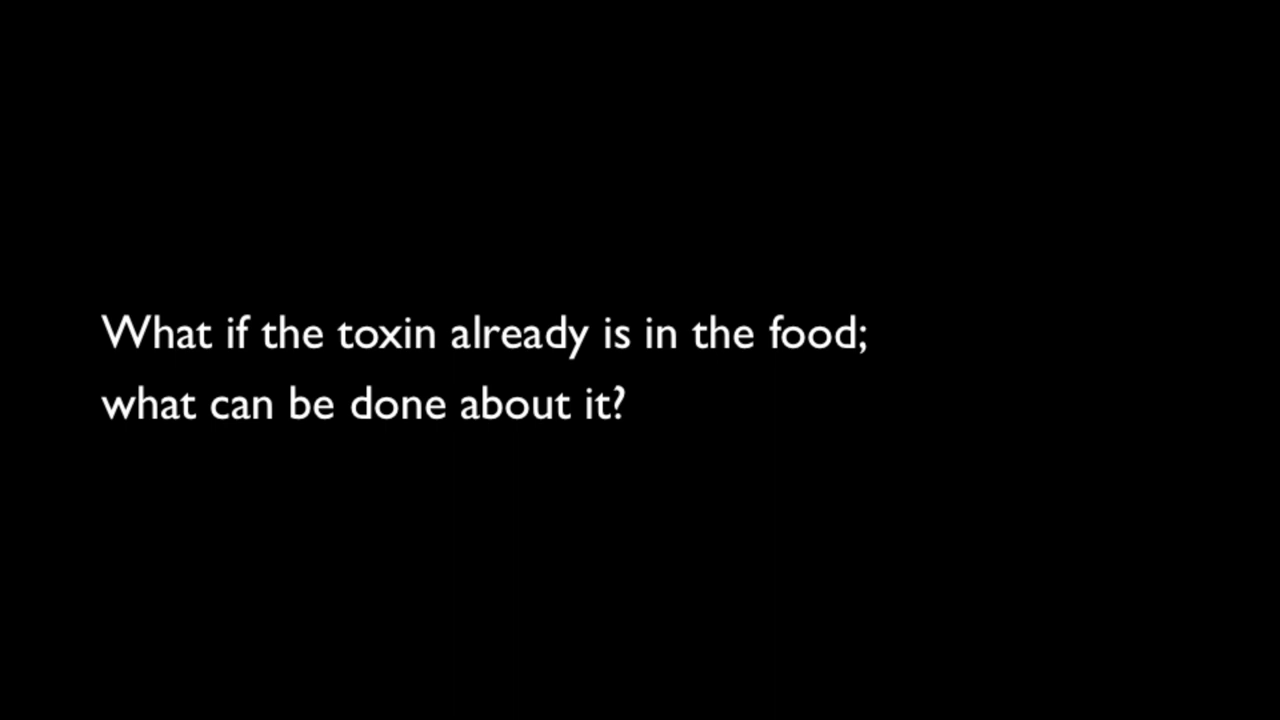 What if the toxin already is in the food;
what can be done about it?